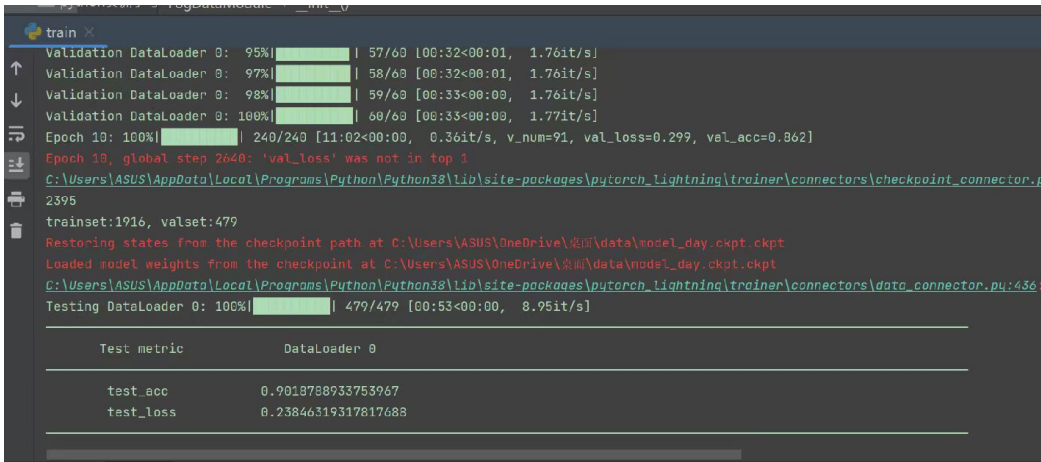 train
Validation DataLoader 0:  95%| | 57/60 [00:32<00:01,  1.76it/s]
Validation DataLoader 0:  97%| | 58/60 [00:32<00:01,  1.76it/s]
Validation DataLoader 0:  98%| | 59/60 [00:33<00:00,  1.76it/s]
Validation DataLoader 0: 100%| | 60/60 [00:33<00:00,  1.77it/s]
Epoch 10: 100%| | 240/240 [11:02<00:00,  0.36it/s, v_num=91, val_loss=0.299, val_acc=0.862]
Epoch 10, global step 2640: 'val_loss' was not in top 1
C:\Users\ASUS\AppData\Local\Programs\Python\Python38\lib\site-packages\pytorch_lightning\trainer\connectors\checkpoint_connector.p
2395
trainset:1916, valset:479
Restoring states from the checkpoint path at C:\Users\ASUS\OneDrive\桌面\data\model_day.ckpt.ckpt
Loaded model weights from the checkpoint at C:\Users\ASUS\OneDrive\桌面\data\model_day.ckpt.ckpt
C:\Users\ASUS\AppData\Local\Programs\Python\Python38\lib\site-packages\pytorch_lightning\trainer\connectors\data_connector.py:436
Testing DataLoader 0: 100%| | 479/479 [00:53<00:00,  8.95it/s]
Test metric DataLoader 0
test_acc 0.9018788933753967
test_loss 0.23846319317817688